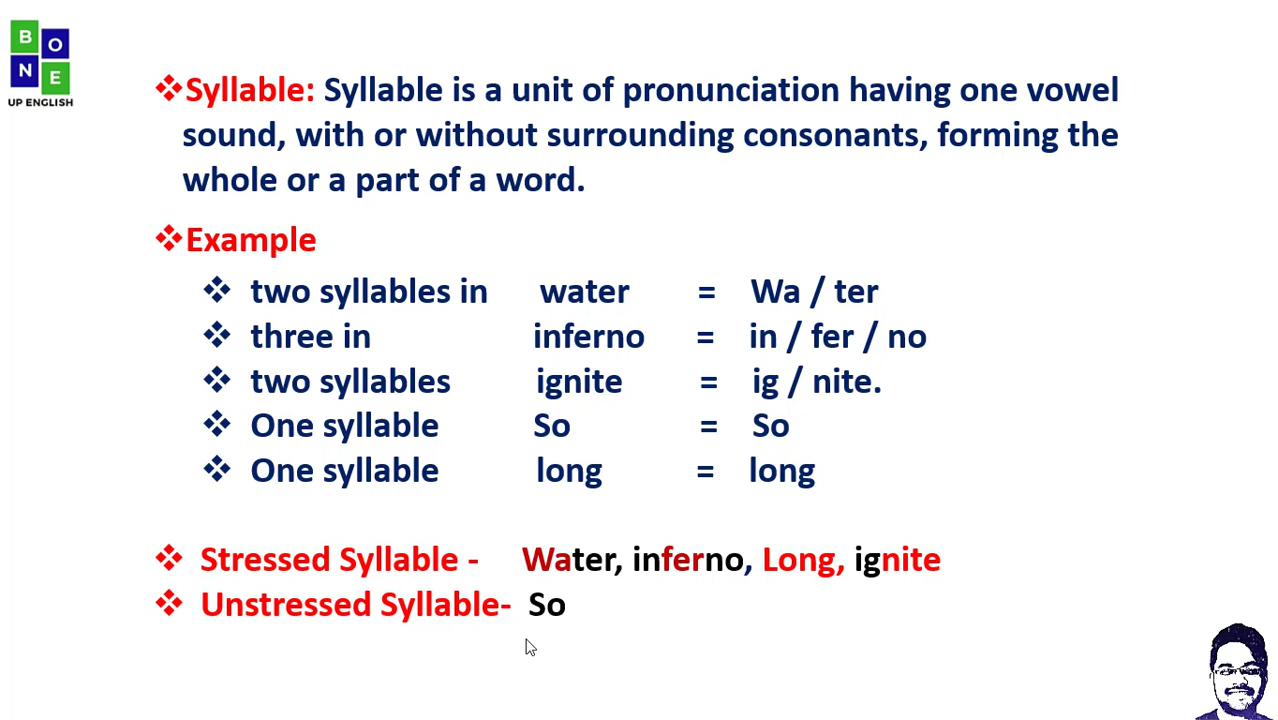 B O
N E
UP ENGLISH
❖Syllable: Syllable is a unit of pronunciation having one vowel
sound, with or without surrounding consonants, forming the
whole or a part of a word.
❖Example
❖ two syllables in water = Wa / ter
❖ three in inferno = in / fer / no
❖ two syllables ignite = ig / nite.
❖ One syllable So = So
❖ One syllable long = long
❖ Stressed Syllable - Water, inferno, Long, ignite
❖ Unstressed Syllable- So